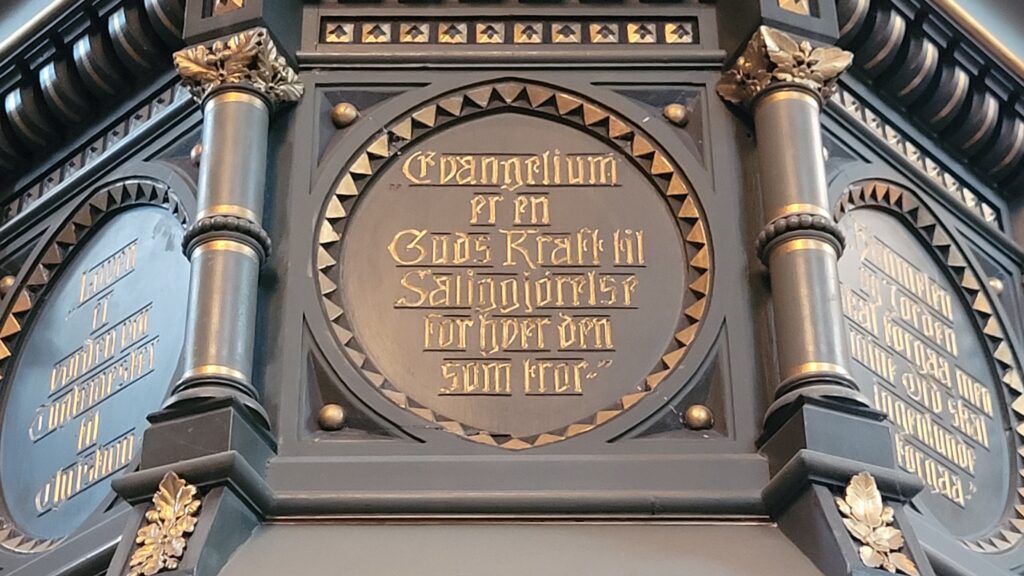 „Loven
er
vorden vor
Tugtemester
til
Christum
„Evangelium
er en
Guds Kraft til
Saliggjørelse
for hver den
som tror-”
Himmelen
og Jorden
skal forgaa men
mine Ord skal
ingenlunde
forgaa-”